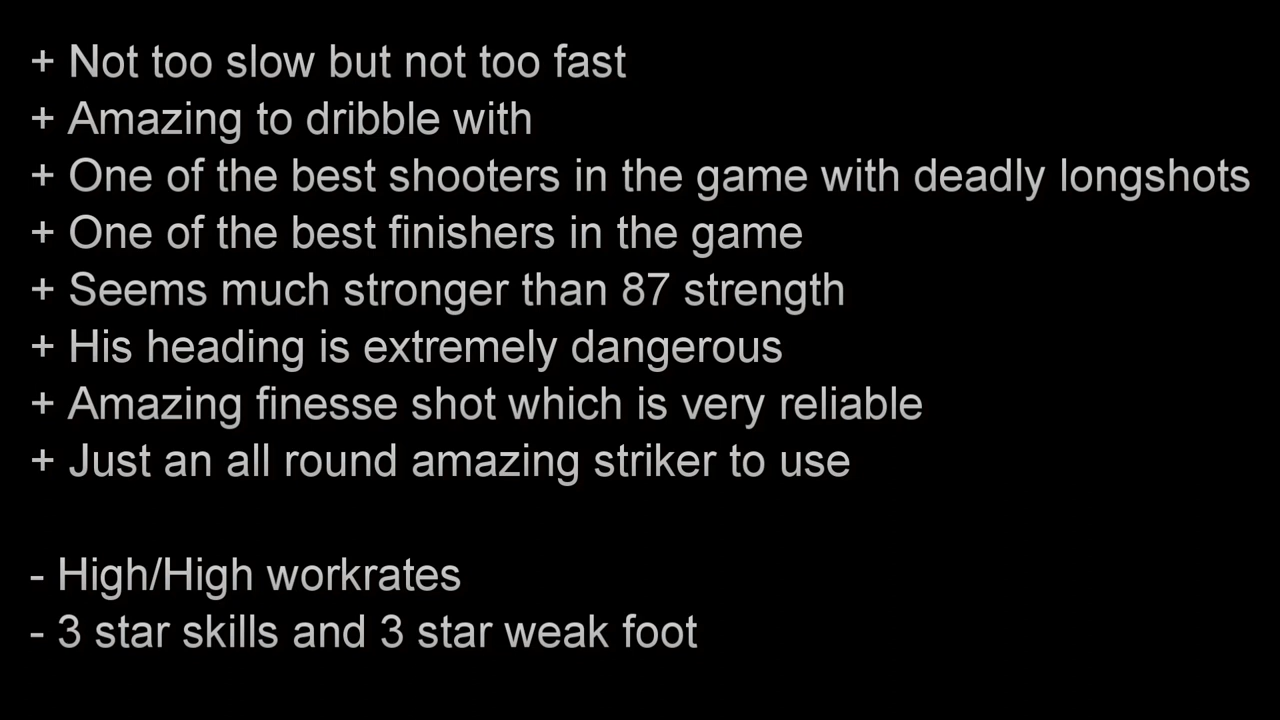 + Not too slow but not too fast
+ Amazing to dribble with
+ One of the best shooters in the game with deadly longshots
+ One of the best finishers in the game
+ Seems much stronger than 87 strength
+ His heading is extremely dangerous
+ Amazing finesse shot which is very reliable
+ Just an all round amazing striker to use
- High/High workrates
- 3 star skills and 3 star weak foot